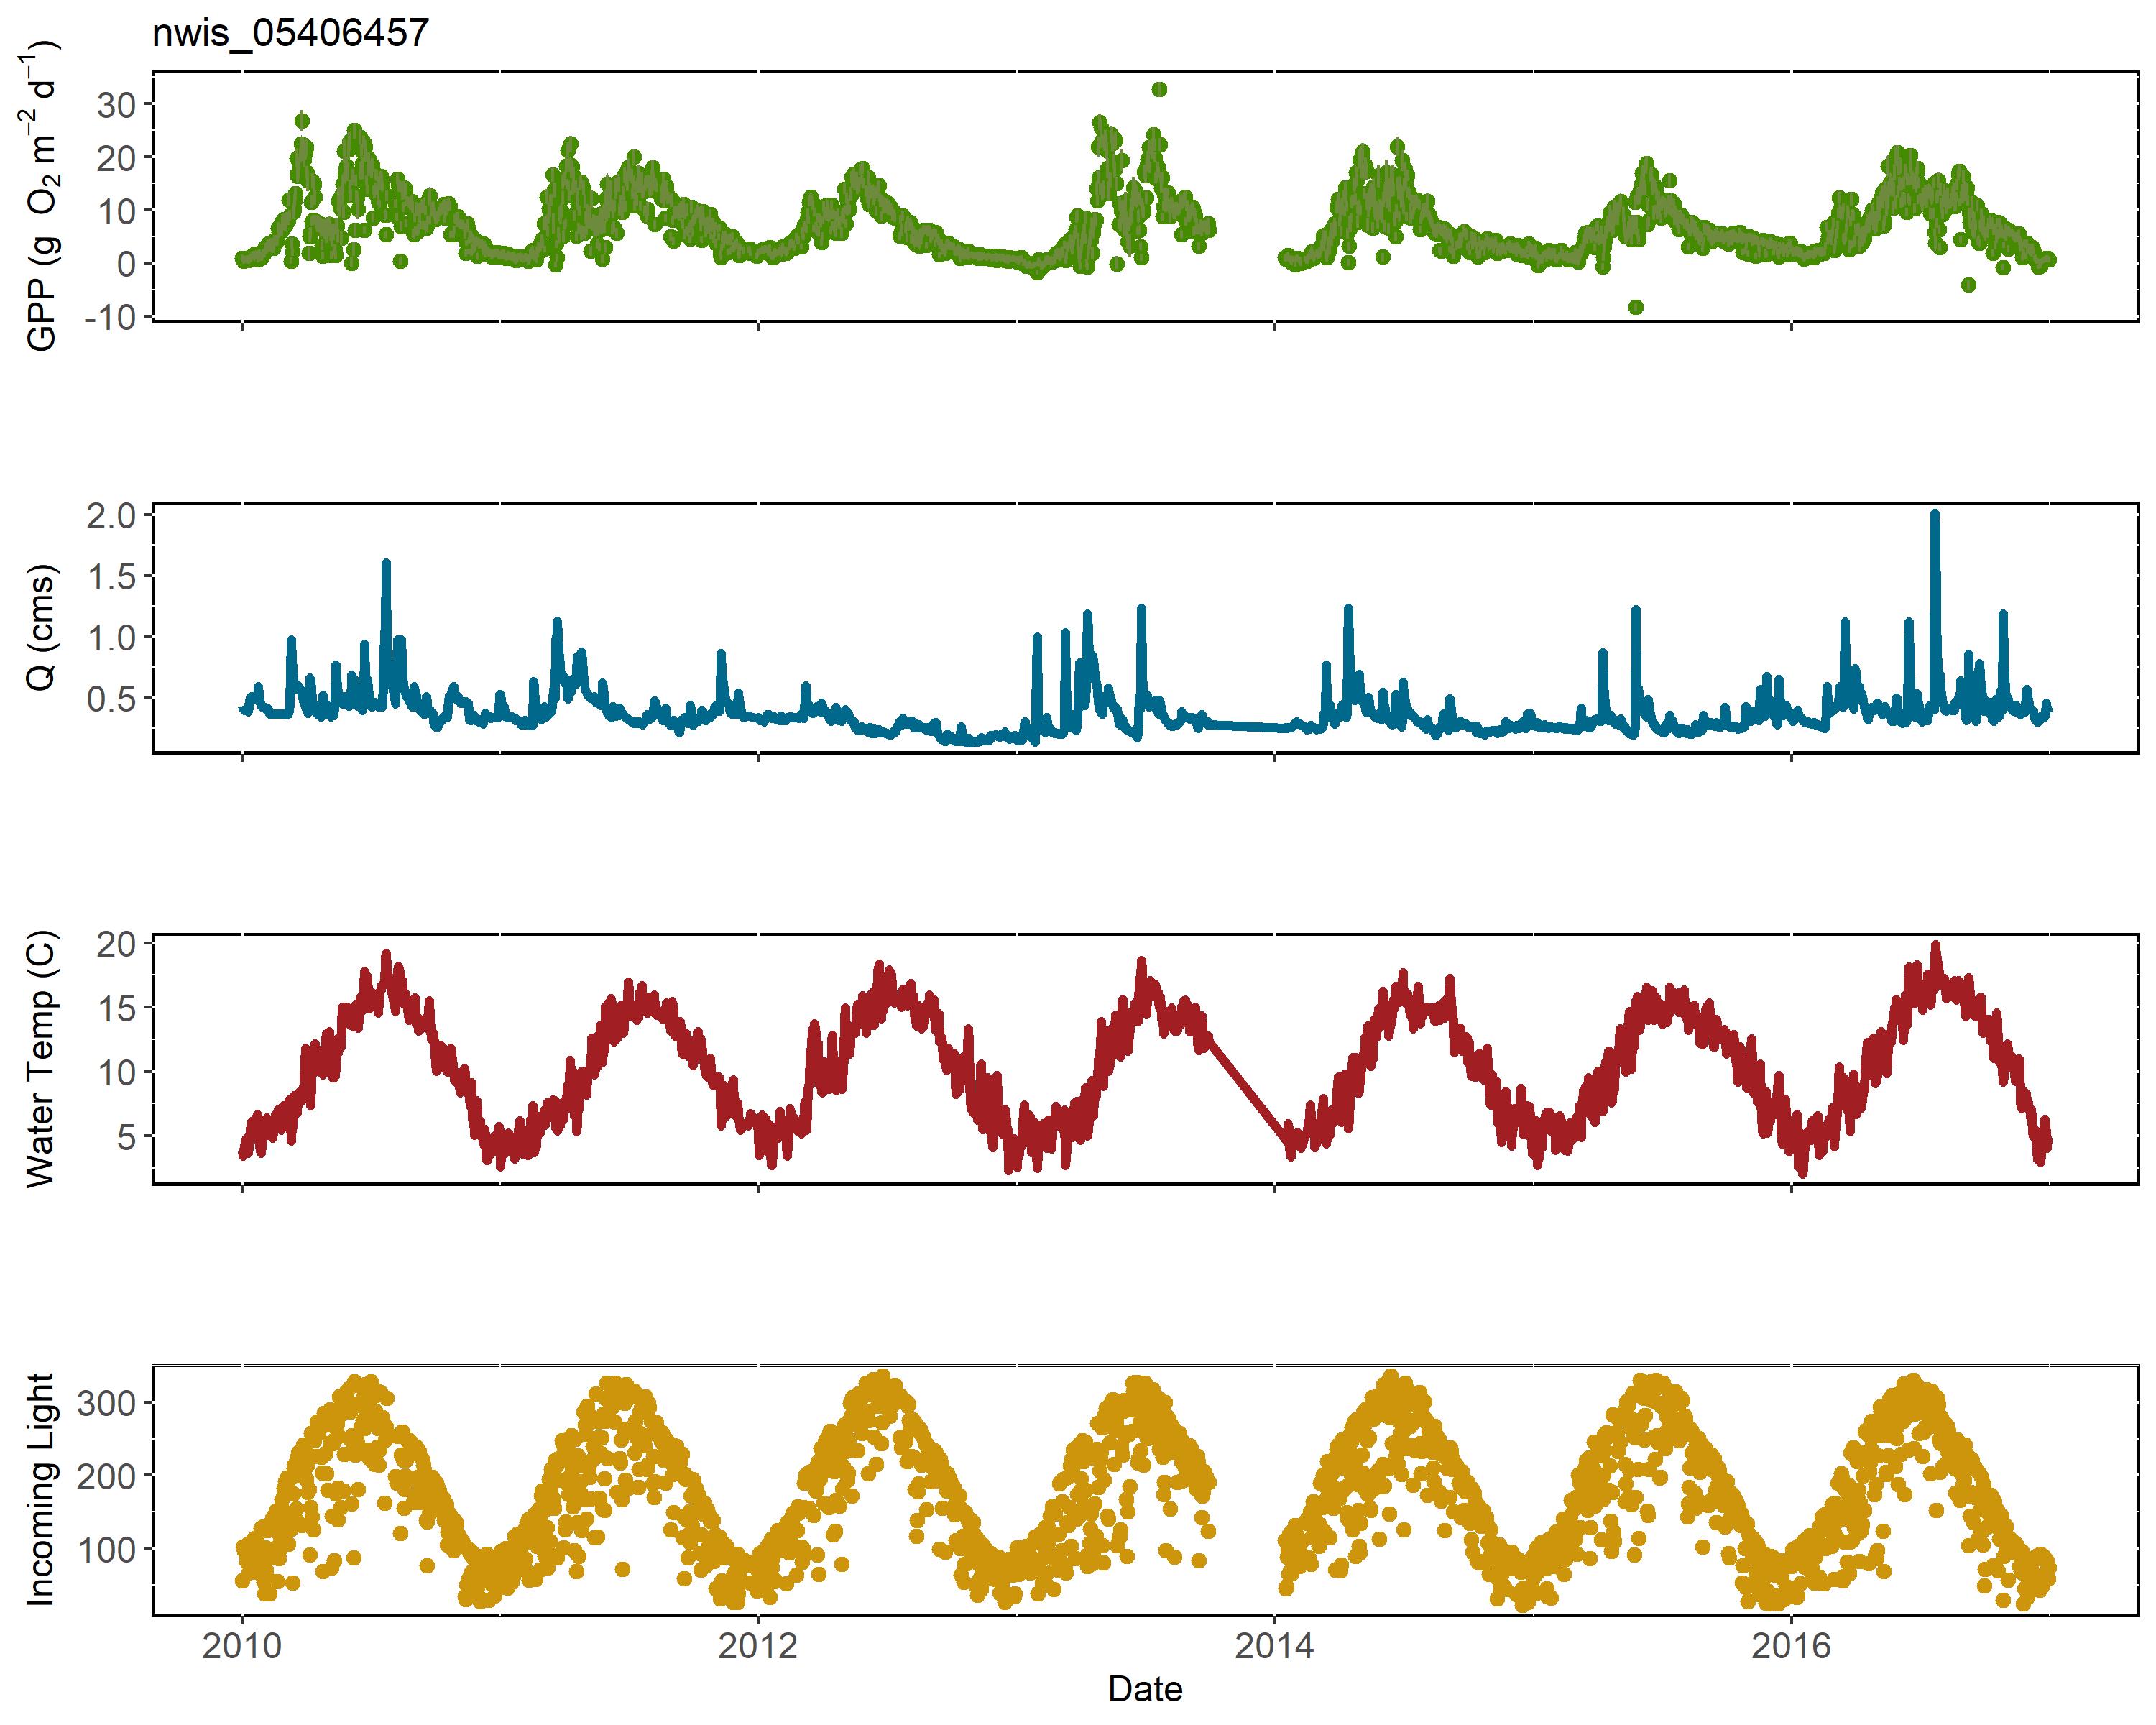 nwis_05406457
GPP (g O₂ m⁻² d⁻¹)
30
20
10
0
-10
Q (cms)
2.0
1.5
1.0
0.5
Water Temp (C)
20
15
10
5
Incoming Light
300
200
100
2010 2012 2014 2016
Date